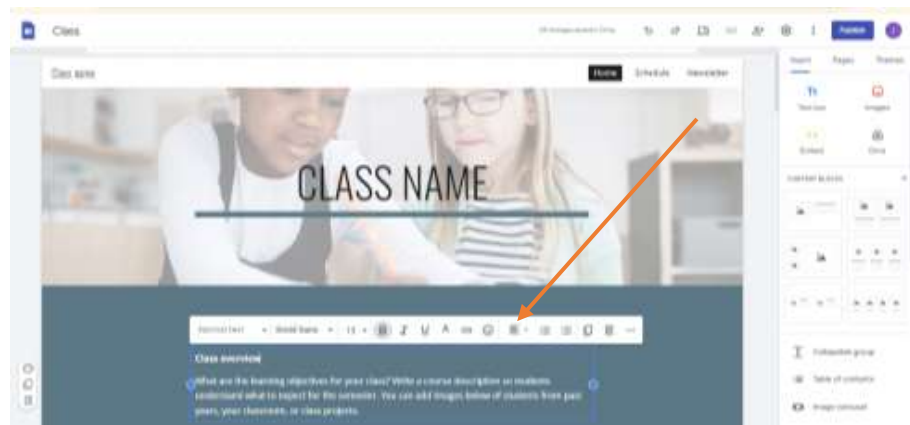 Class
Publish
Class name
Home Schedule Newsletter
Insert Pages Themes
Text box Images
Embed Drive
CONTENT BLOCKS
CLASS NAME
Normal text
B I U A
Class overview
What are the learning objectives for your class? Write a course description so students
understand what to expect for the semester. You can add images below of students from past
years, your classroom, or class projects.
Collapsible group
Table of contents
Image carousel